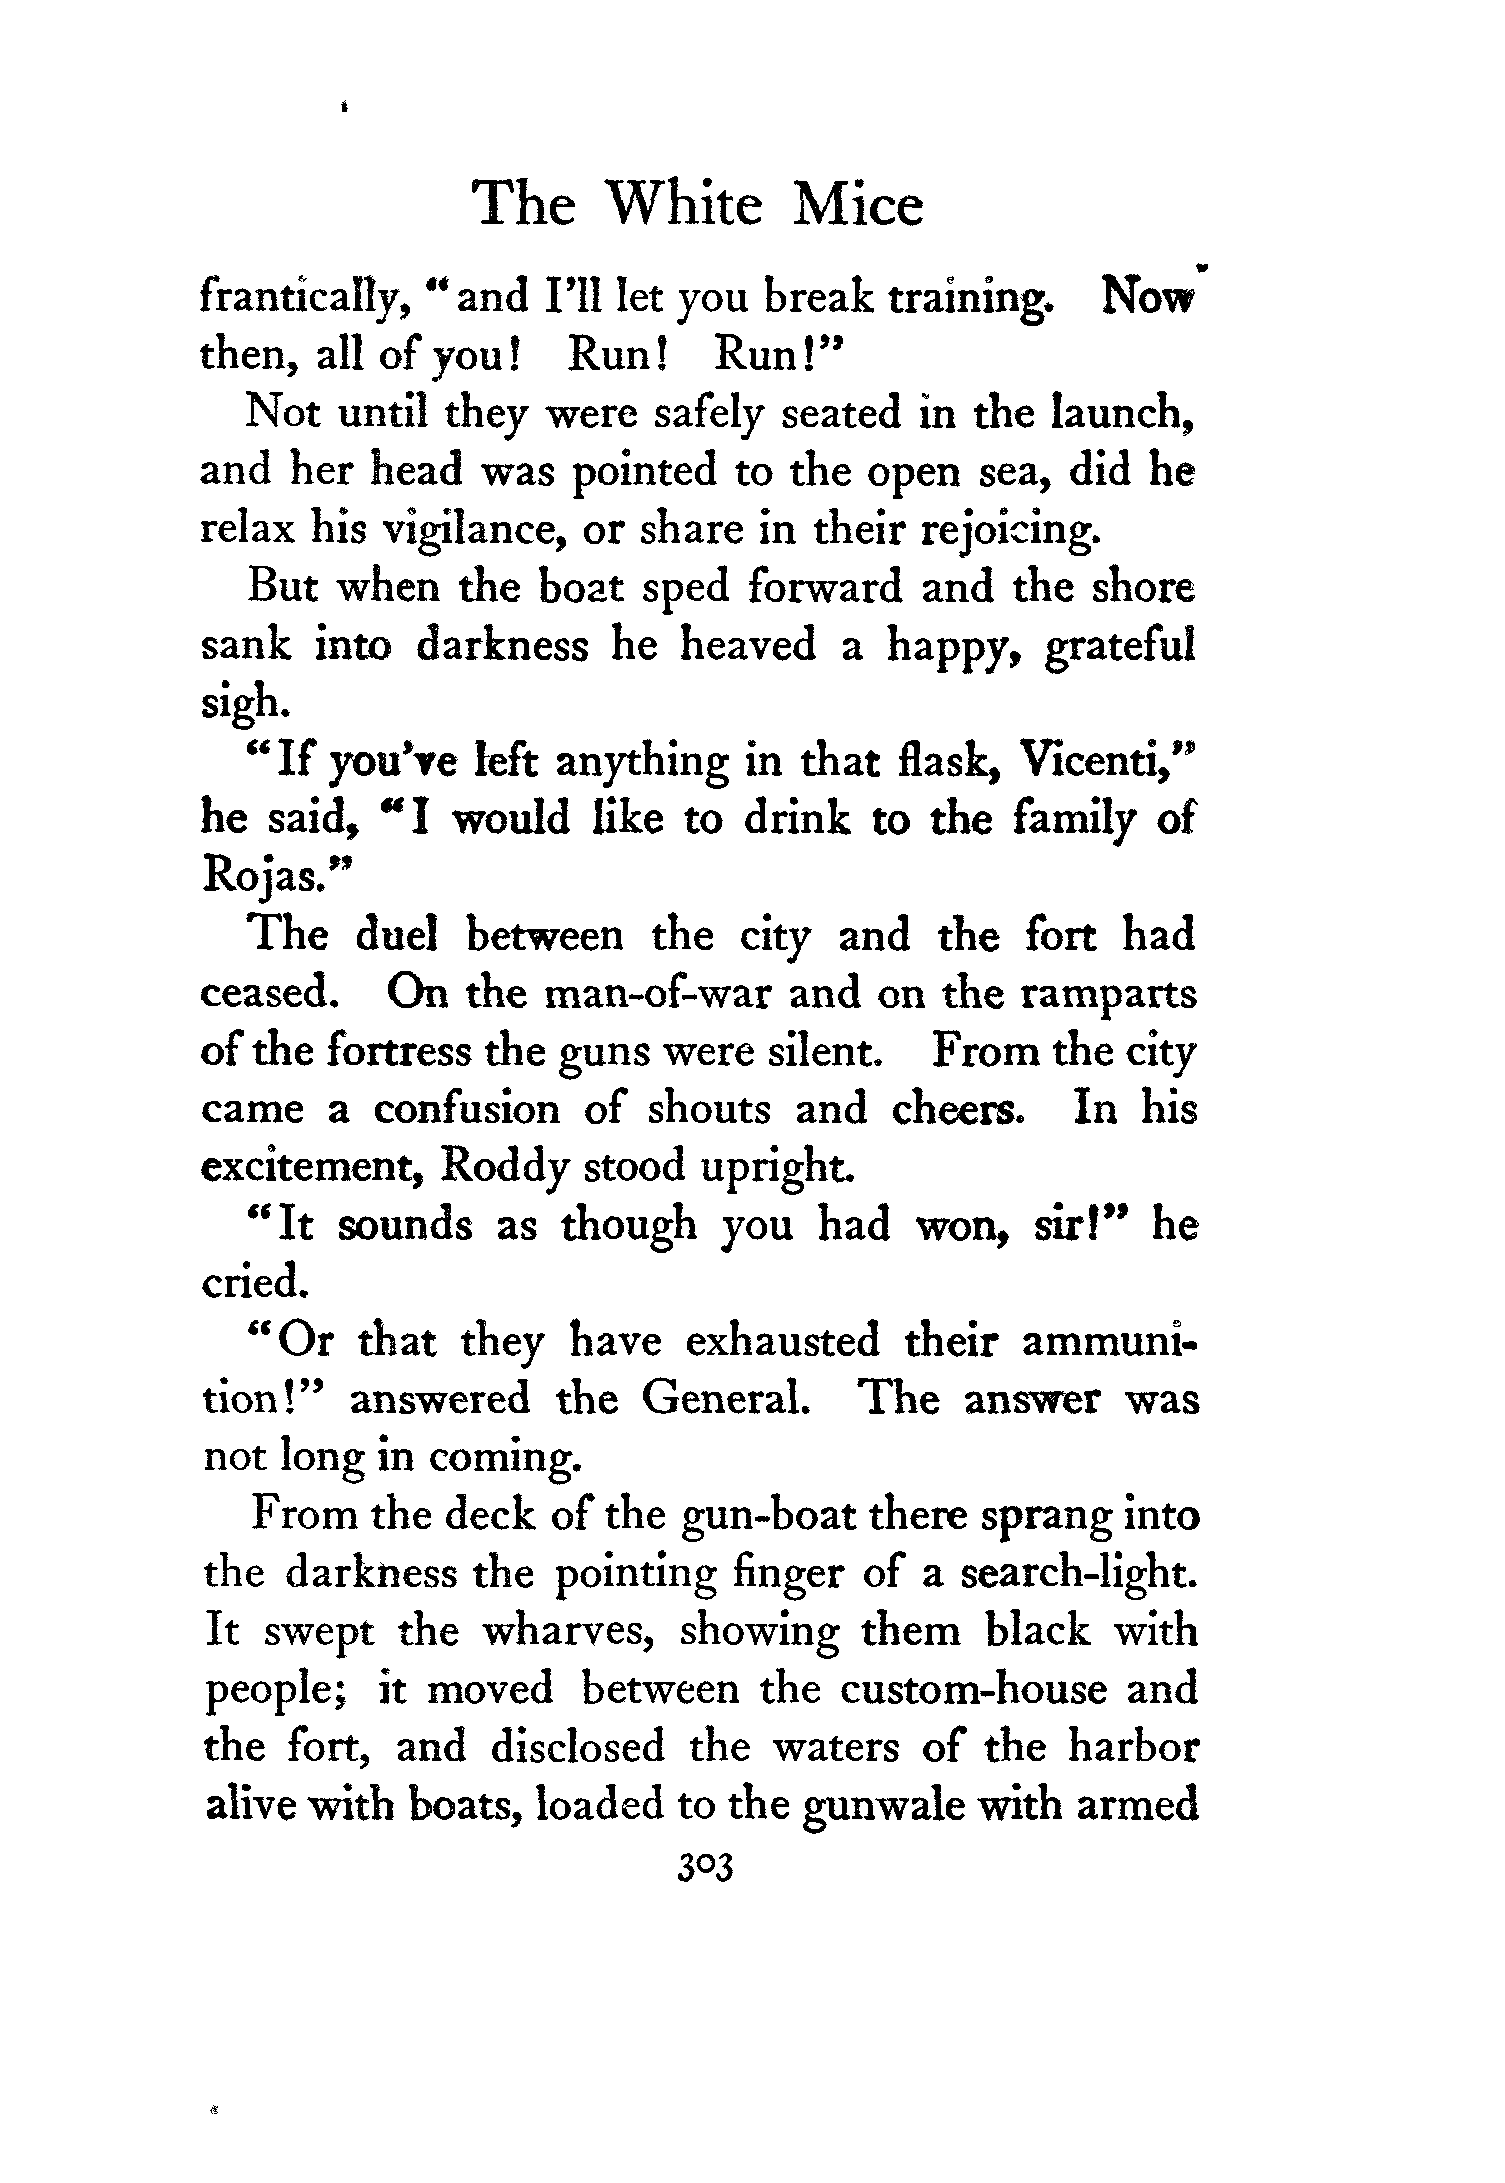 The White Mice
frantically, “and I’ll let you break training. Now
then, all of you! Run! Run!”
Not until they were safely seated in the launch,
and her head was pointed to the open sea, did he
relax his vigilance, or share in their rejoicing.
But when the boat sped forward and the shore
sank into darkness he heaved a happy, grateful
sigh.
“If you’ve left anything in that flask, Vicenti,”
he said, “I would like to drink to the family of
Rojas.”
The duel between the city and the fort had
ceased. On the man-of-war and on the ramparts
of the fortress the guns were silent. From the city
came a confusion of shouts and cheers. In his
excitement, Roddy stood upright.
“It sounds as though you had won, sir!” he
cried.
“Or that they have exhausted their ammuni-
tion!” answered the General. The answer was
not long in coming.
From the deck of the gun-boat there sprang into
the darkness the pointing finger of a search-light.
It swept the wharves, showing them black with
people; it moved between the custom-house and
the fort, and disclosed the waters of the harbor
alive with boats, loaded to the gunwale with armed
303